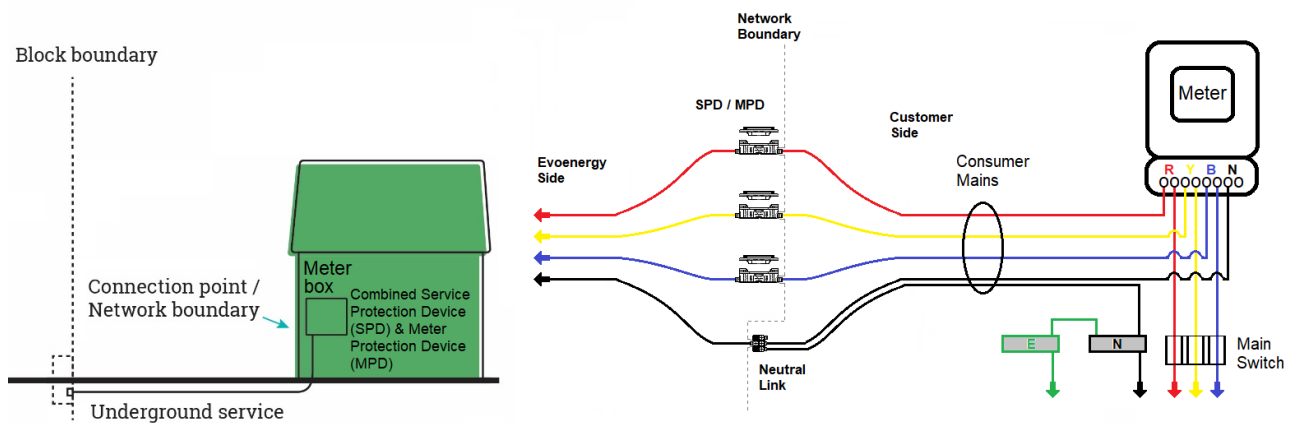 Block boundary
Connection point /
Network boundary
Meter
box
Combined Service
Protection Device
(SPD) & Meter
Protection Device
(MPD)
Underground service
Network
Boundary
SPD / MPD
Customer
Side
Evoenergy
Side
Consumer
Mains
Neutral
Link
Meter
R Y B N
E
N
Main
Switch